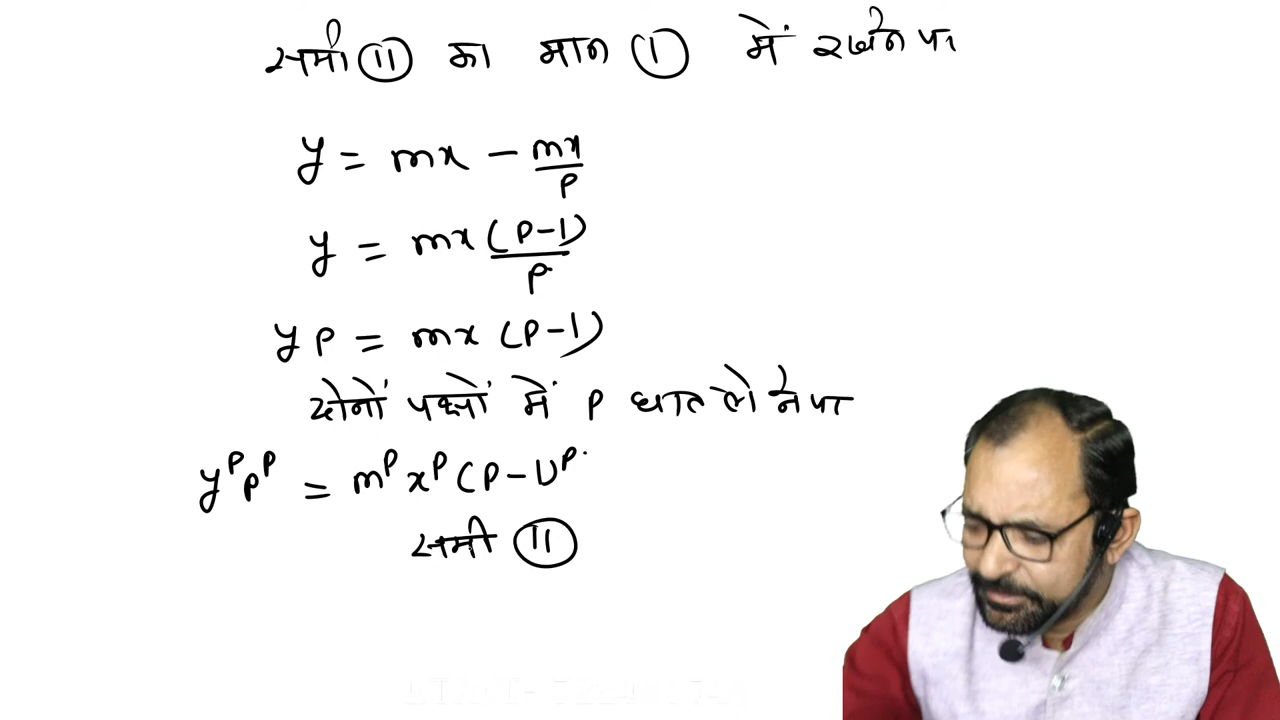 समी (II) का मान (I) में रखने पर
y = mx - mx/p
y = mx (p-1)/p
yp = mx (p-1)
दोनों पक्षों में p घात लेने पर
y^p p^p = m^p x^p (p-1)^p.
समी (II)